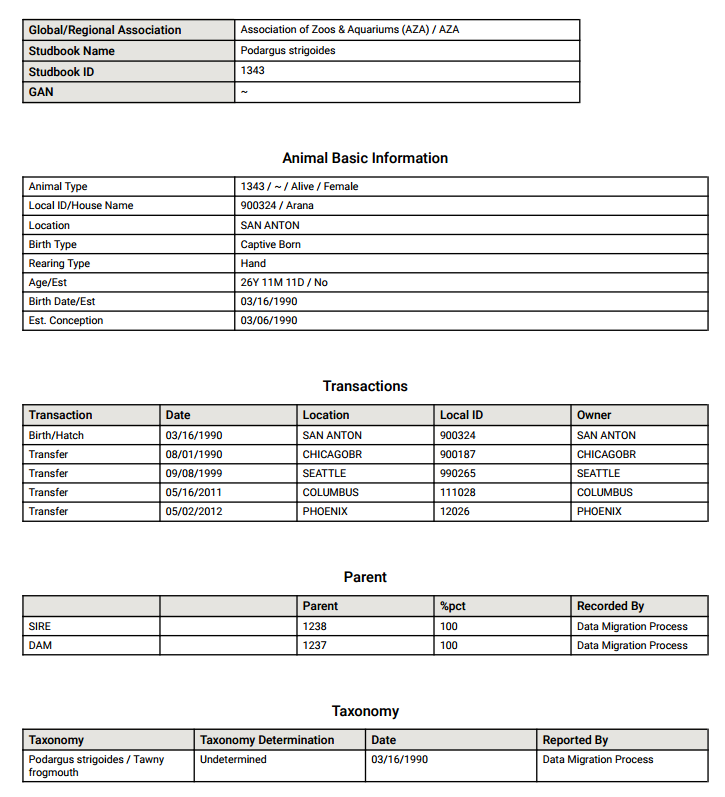 Global/Regional Association Association of Zoos & Aquariums (AZA) / AZA
Studbook Name Podargus strigoides
Studbook ID 1343
GAN ~
Animal Basic Information
Animal Type 1343 / ~ / Alive / Female
Local ID/House Name 900324 / Arana
Location SAN ANTON
Birth Type Captive Born
Rearing Type Hand
Age/Est 26Y 11M 11D / No
Birth Date/Est 03/16/1990
Est. Conception 03/06/1990
Transactions
Transaction Date Location Local ID Owner
Birth/Hatch 03/16/1990 SAN ANTON 900324 SAN ANTON
Transfer 08/01/1990 CHICAGOBR 900187 CHICAGOBR
Transfer 09/08/1999 SEATTLE 990265 SEATTLE
Transfer 05/16/2011 COLUMBUS 111028 COLUMBUS
Transfer 05/02/2012 PHOENIX 12026 PHOENIX
Parent
Parent %pct Recorded By
SIRE 1238 100 Data Migration Process
DAM 1237 100 Data Migration Process
Taxonomy
Taxonomy Taxonomy Determination Date Reported By
Podargus strigoides / Tawny Undetermined 03/16/1990 Data Migration Process
frogmouth